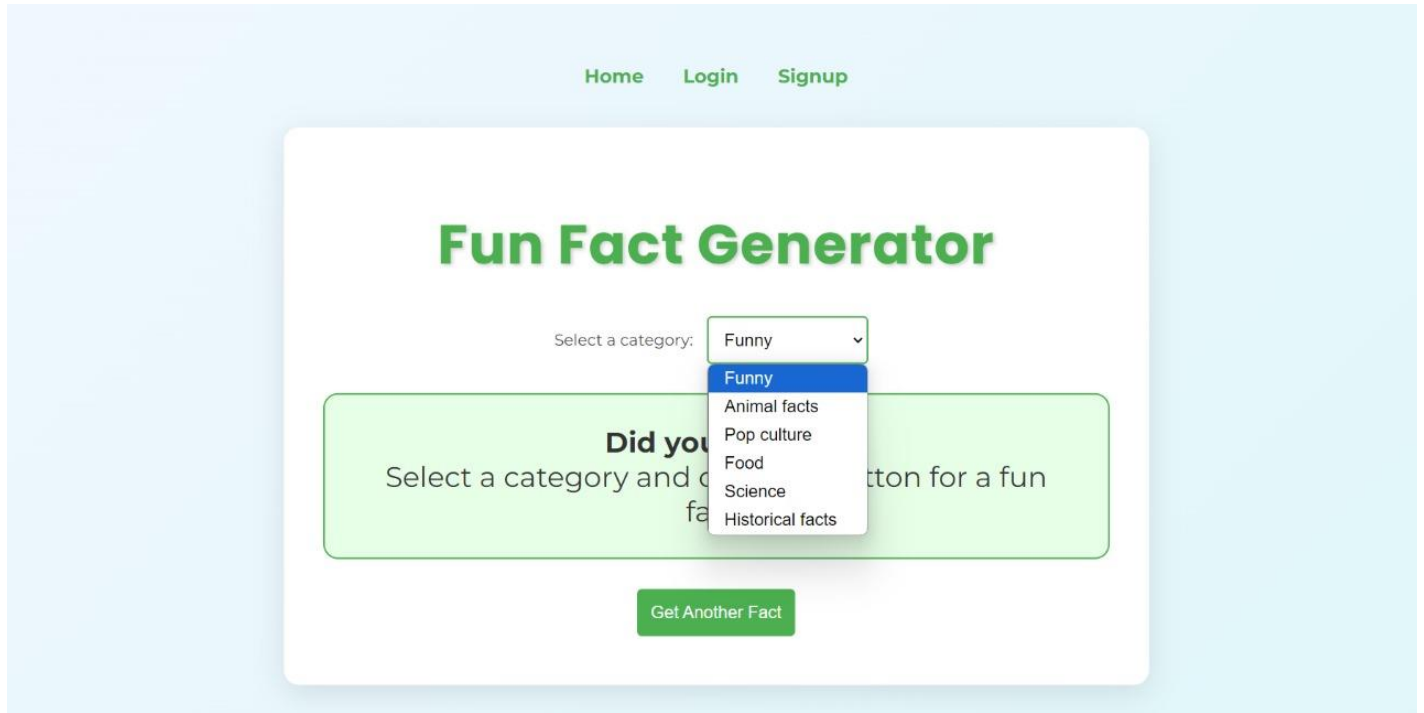 Home Login Signup
Fun Fact Generator
Select a category: Funny
Funny
Animal facts
Pop culture
Food
Science
Historical facts
Did you
Select a category and tton for a fun
fa
Get Another Fact